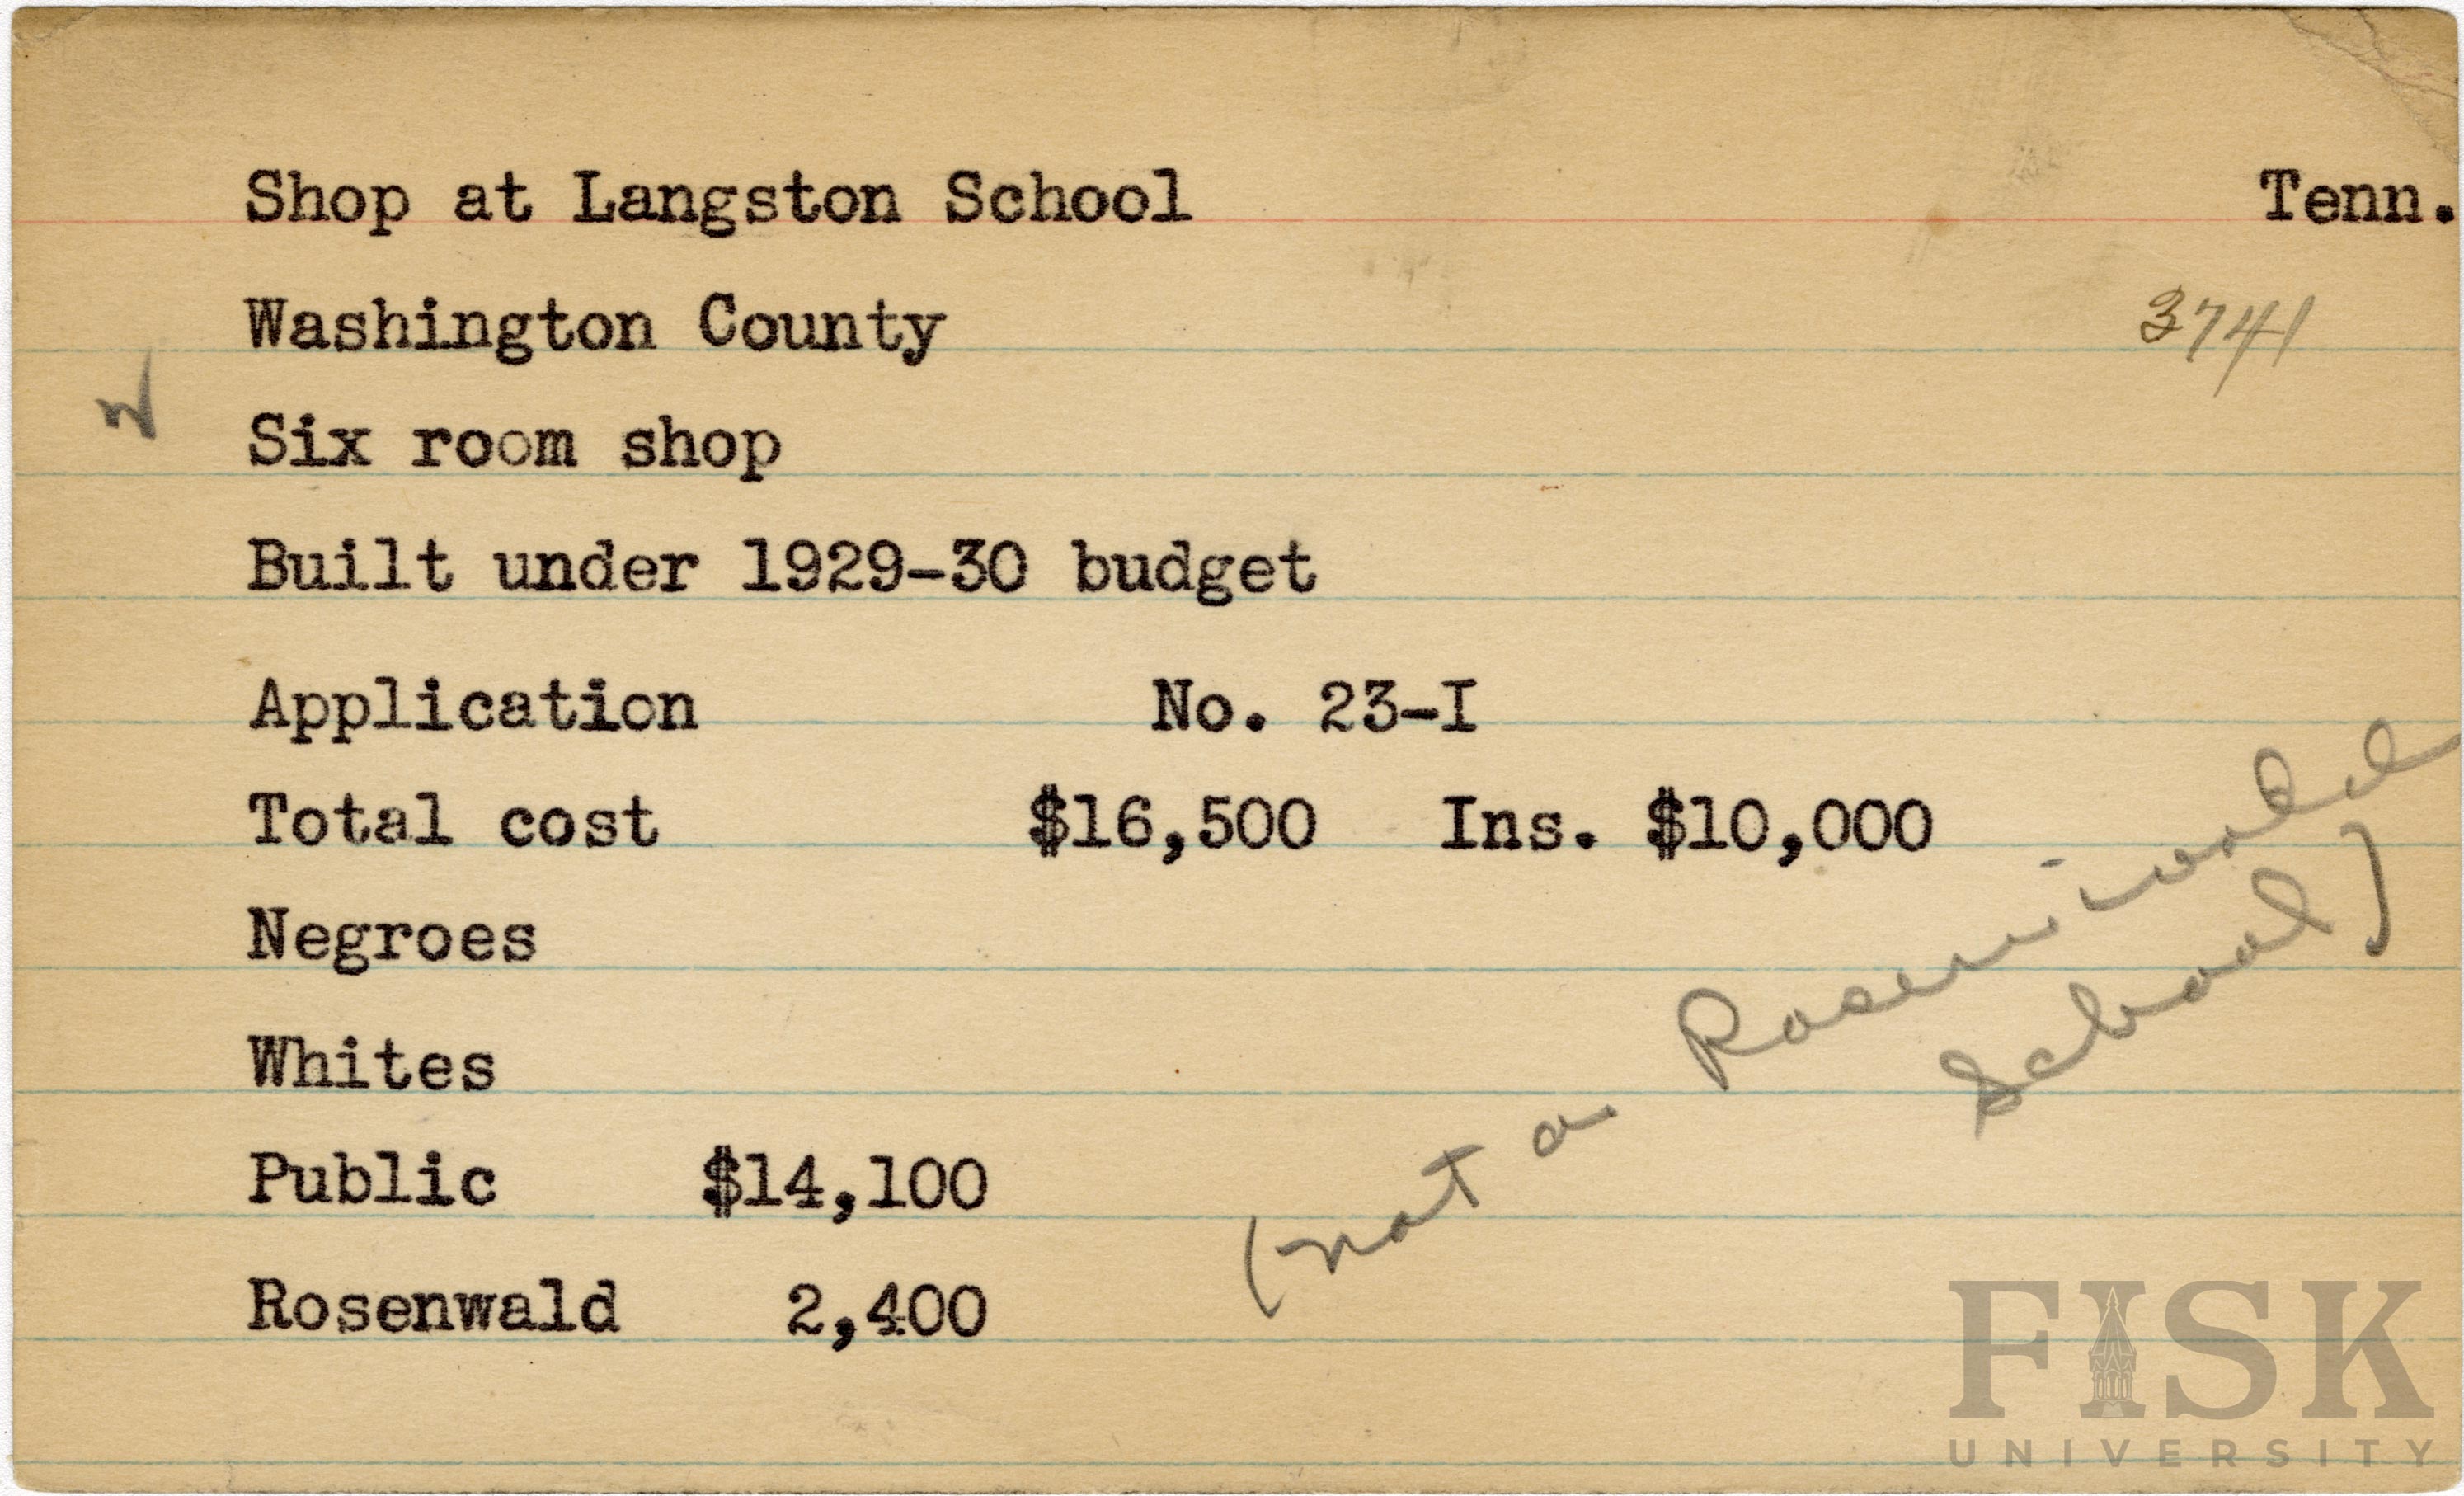 Shop at Langston School Tenn.
Washington County 3741
Six room shop
Built under 1929-30 budget
Application No. 23-I
Total cost $16,500 Ins. $10,000
Negroes
Whites
Public $14,100
Rosenwald 2,400
(not a Rosenwald
School)
FISK
UNIVERSITY